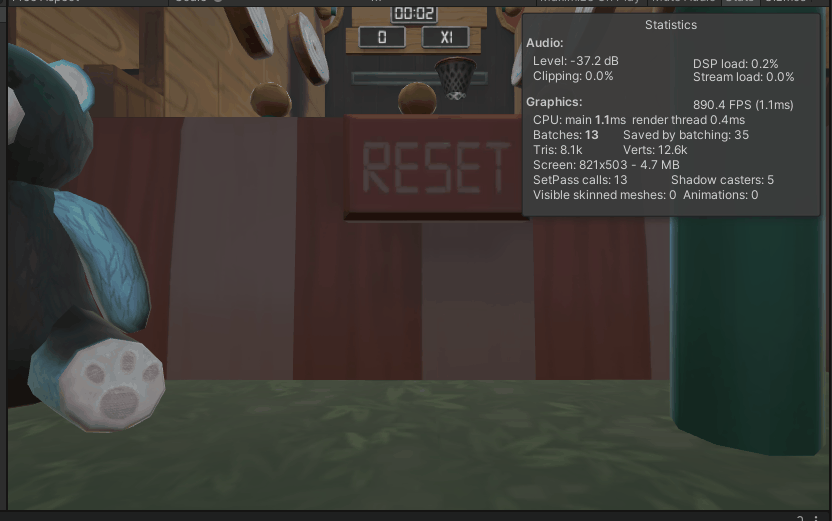 00:02
0
X1
RESET
Statistics
Audio:
Level: -37.2 dB
DSP load: 0.2%
Clipping: 0.0%
Stream load: 0.0%
Graphics:
890.4 FPS (1.1ms)
CPU: main 1.1ms render thread 0.4ms
Batches: 13 Saved by batching: 35
Tris: 8.1k Verts: 12.6k
Screen: 821x503 - 4.7 MB
SetPass calls: 13 Shadow casters: 5
Visible skinned meshes: 0 Animations: 0